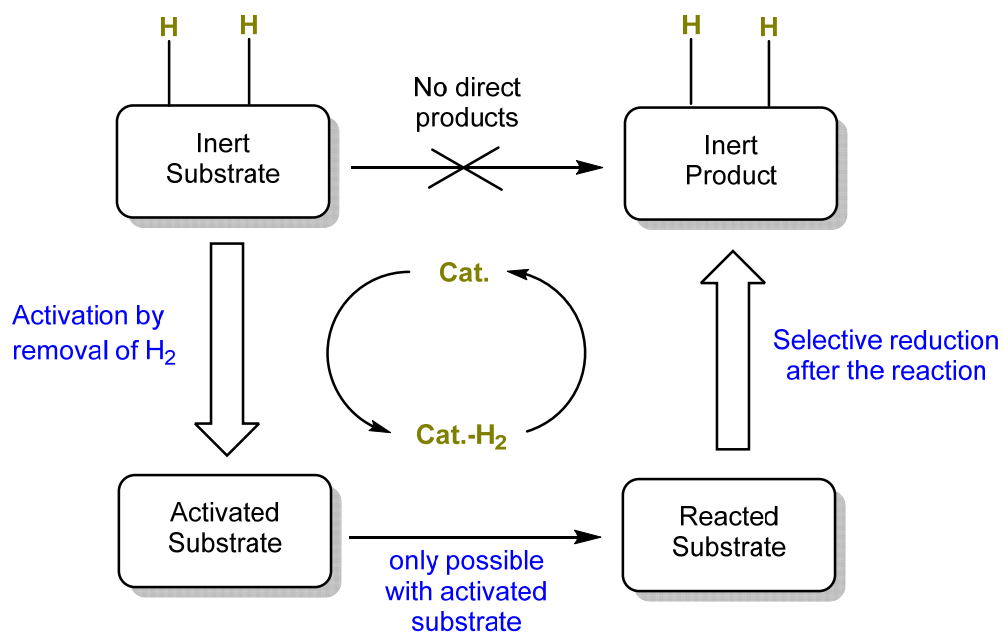 H H
H H
No direct
products
Inert
Substrate
Inert
Product
Cat.
Activation by
removal of H₂
Selective reduction
after the reaction
Cat.-H₂
Activated
Substrate
Reacted
Substrate
only possible
with activated
substrate